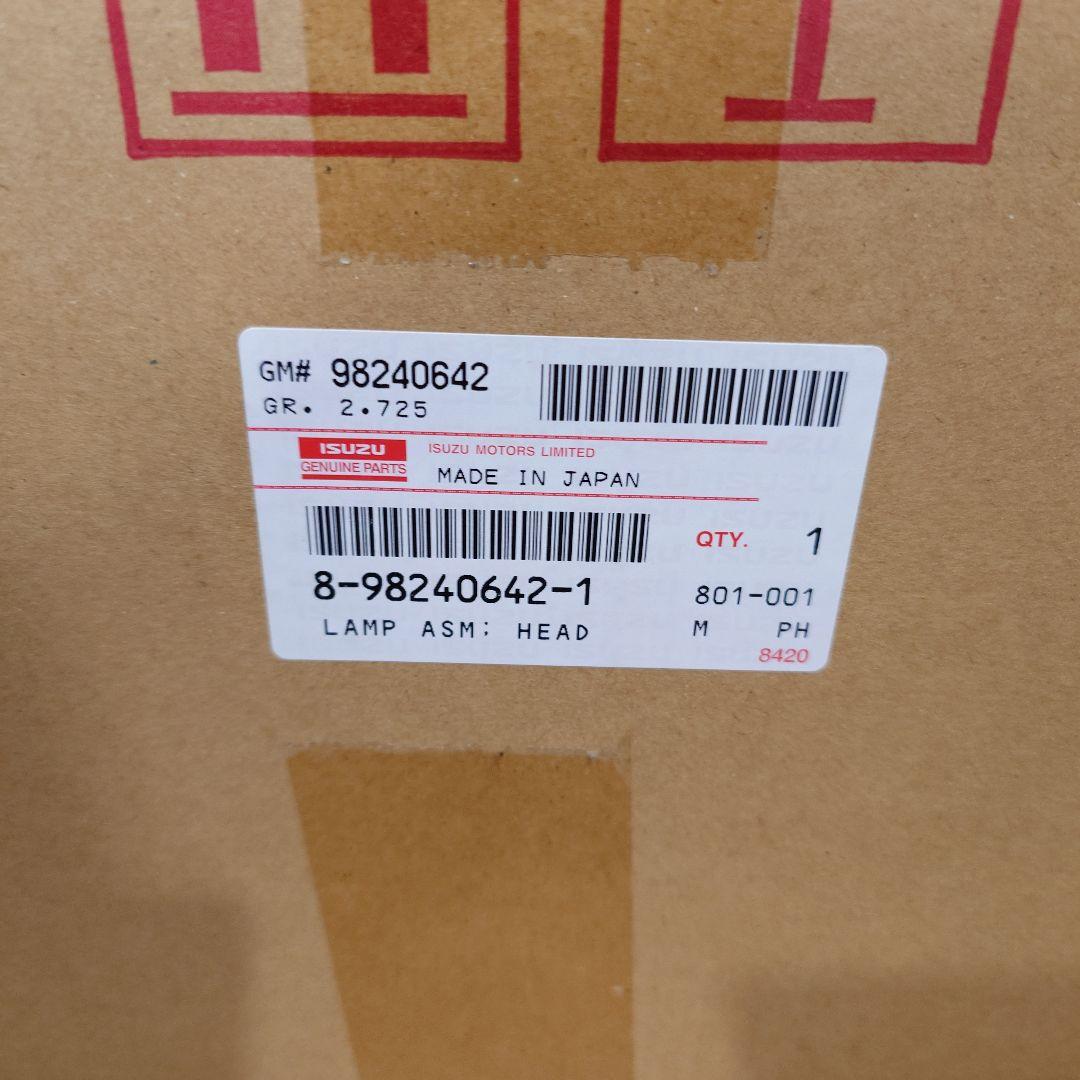 GM# 98240642
GR. 2.725
ISUZU
GENUINE PARTS
ISUZU MOTORS LIMITED
MADE IN JAPAN
QTY. 1
8-98240642-1
801-001
LAMP ASM; HEAD
M PH
8420